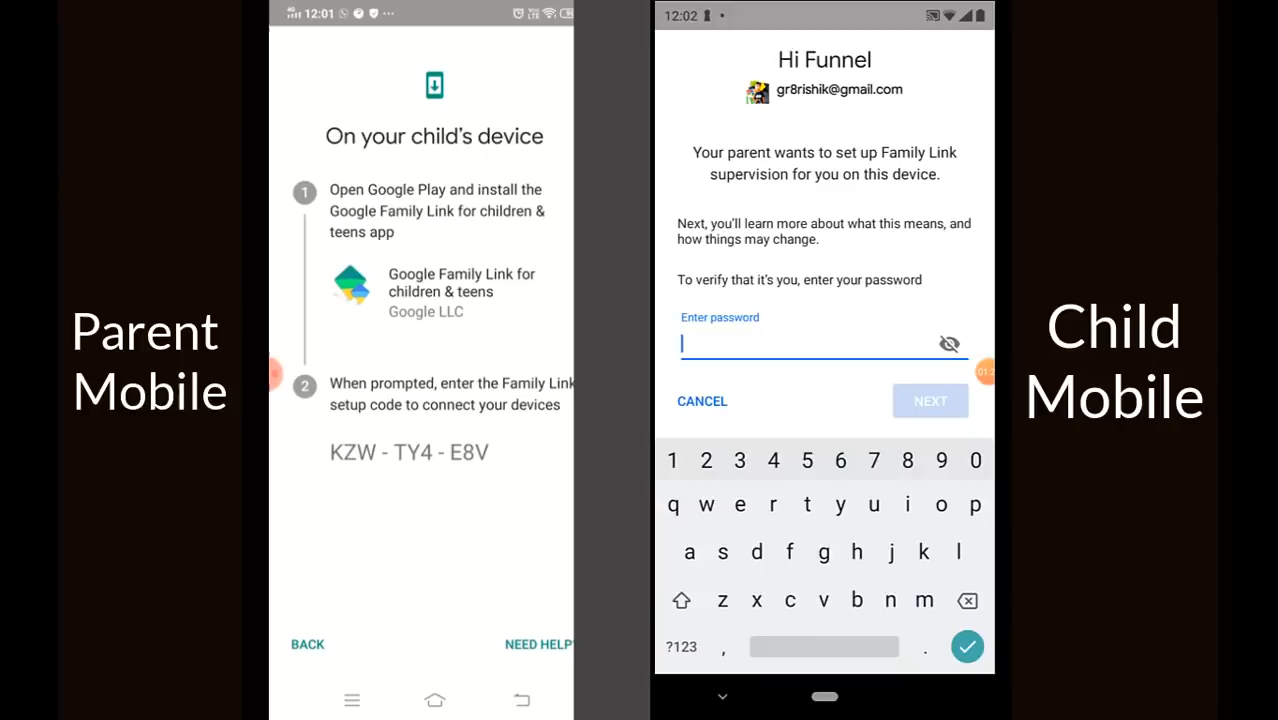 Parent
Mobile
4G 12:01
On your child's device
1
Open Google Play and install the
Google Family Link for children &
teens app
Google Family Link for
children & teens
Google LLC
2
When prompted, enter the Family Link
setup code to connect your devices
KZW - TY4 - E8V
BACK
NEED HELP
12:02
Hi Funnel
gr8rishik@gmail.com
Your parent wants to set up Family Link
supervision for you on this device.
Next, you'll learn more about what this means, and
how things may change.
To verify that it's you, enter your password
Enter password
CANCEL
NEXT
1 2 3 4 5 6 7 8 9 0
q w e r t y u i o p
a s d f g h j k l
z x c v b n m
?123 , .
Child
Mobile